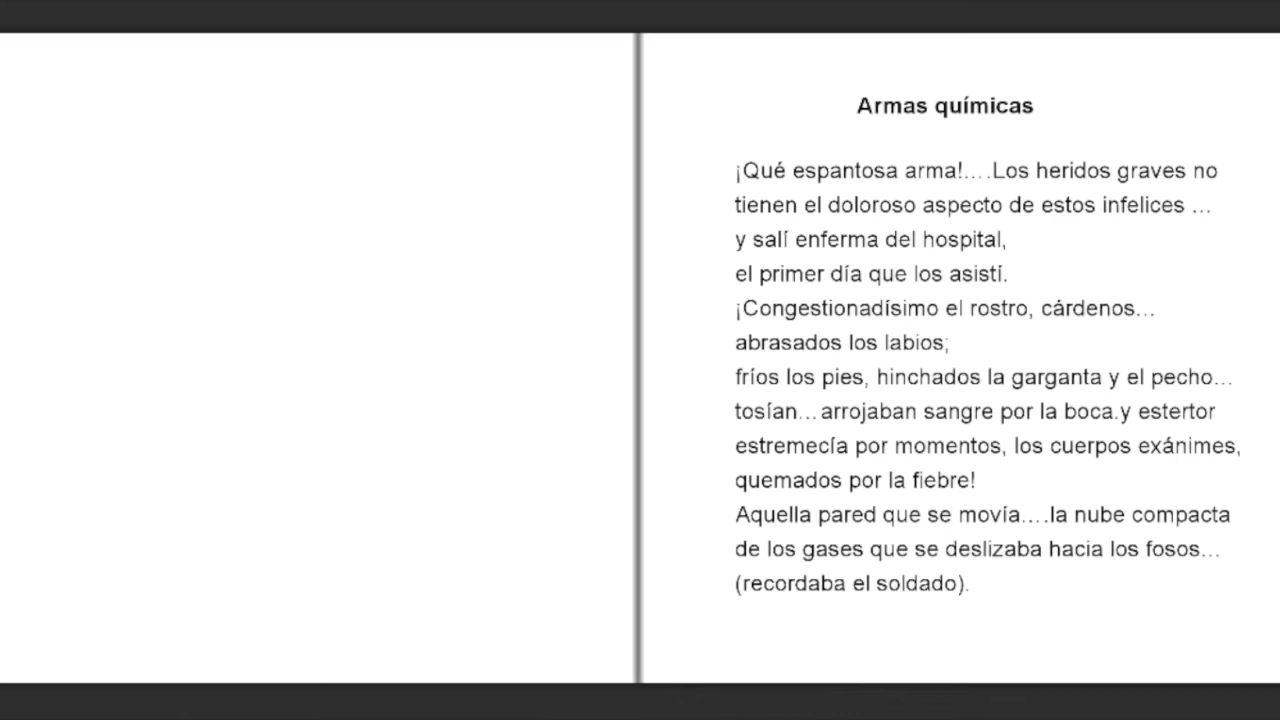 Armas químicas
¡Qué espantosa arma!....Los heridos graves no
tienen el doloroso aspecto de estos infelices ...
y salí enferma del hospital,
el primer día que los asistí.
¡Congestionadísimo el rostro, cárdenos...
abrasados los labios;
fríos los pies, hinchados la garganta y el pecho...
tosían... arrojaban sangre por la boca.y estertor
estremecía por momentos, los cuerpos exánimes,
quemados por la fiebre!
Aquella pared que se movía....la nube compacta
de los gases que se deslizaba hacia los fosos...
(recordaba el soldado).